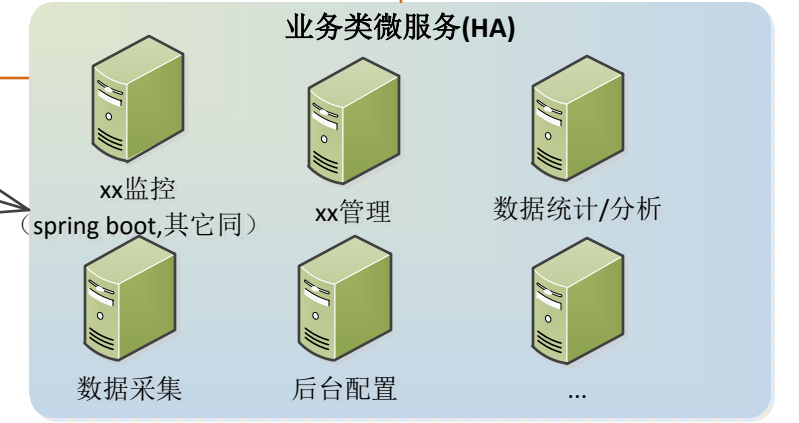 业务类微服务(HA)
xx监控
（spring boot,其它同）
xx管理
数据统计/分析
数据采集
后台配置
...